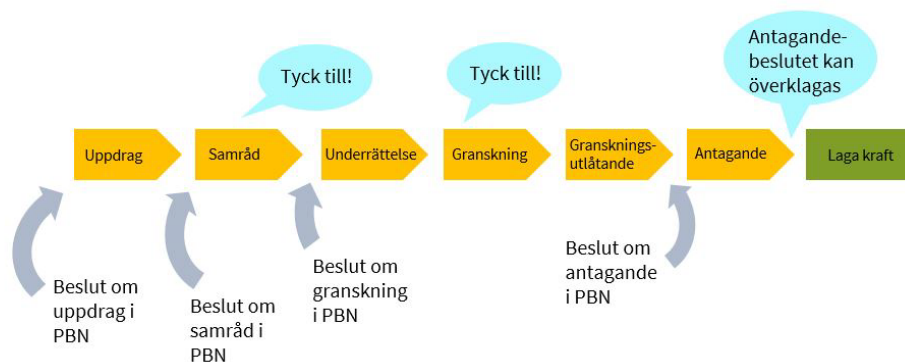 Tyck till!
Tyck till!
Antagande-
beslutet kan
överklagas
Uppdrag
Samråd
Underrättelse
Granskning
Gransknings-
utlåtande
Antagande
Laga kraft
Beslut om
uppdrag i
PBN
Beslut om
samråd i
PBN
Beslut om
granskning
i PBN
Beslut om
antagande
i PBN